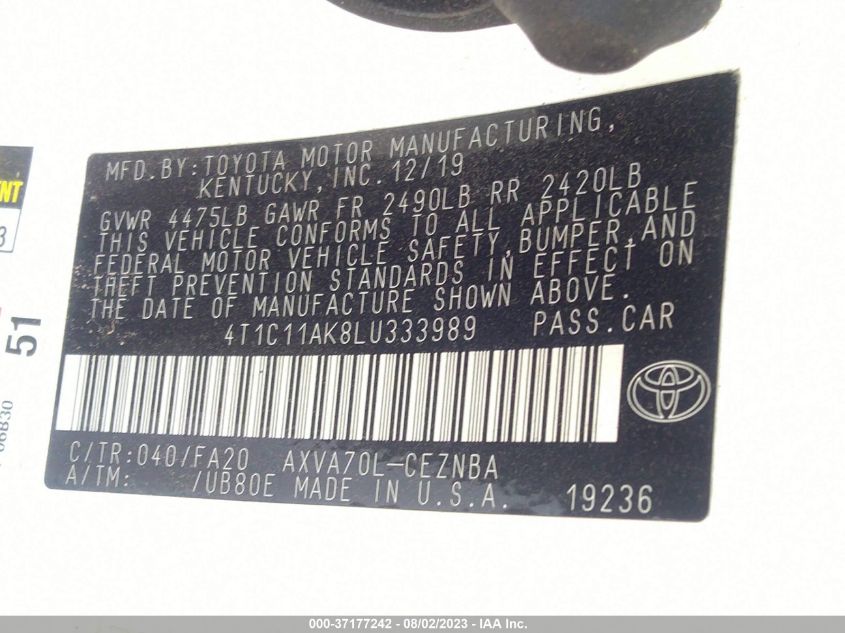 MFD.BY:TOYOTA MOTOR MANUFACTURING,
KENTUCKY,INC. 12/19
GVWR 4475LB GAWR FR 2490LB RR 2420LB
THIS VEHICLE CONFORMS TO ALL APPLICABLE
FEDERAL MOTOR VEHICLE SAFETY,BUMPER,AND
THEFT PREVENTION STANDARDS IN EFFECT ON
THE DATE OF MANUFACTURE SHOWN ABOVE.
4T1C11AK8LU333989 PASS.CAR
C/TR:040/FA20 AXVA70L-CEZNBA
A/TM: /UB80E MADE IN U.S.A. 19236
51
000-37177242 - 08/02/2023 - IAA Inc.